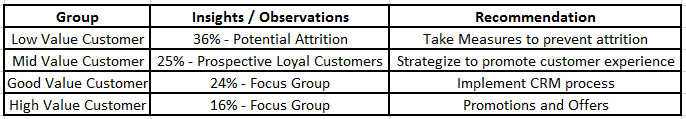 Group Insights / Observations Recommendation
Low Value Customer 36% - Potential Attrition Take Measures to prevent attrition
Mid Value Customer 25% - Prospective Loyal Customers Strategize to promote customer experience
Good Value Customer 24% - Focus Group Implement CRM process
High Value Customer 16% - Focus Group Promotions and Offers